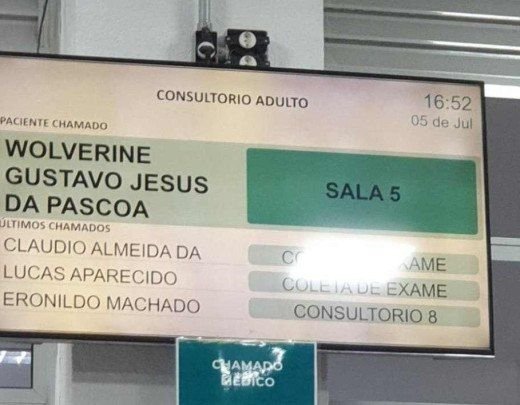 CONSULTORIO ADULTO
16:52
05 de Jul
PACIENTE CHAMADO
WOLVERINE
GUSTAVO JESUS
DA PASCOA
SALA 5
ÚLTIMOS CHAMADOS
CLAUDIO ALMEIDA DA
LUCAS APARECIDO
COLETA DE EXAME
ERONILDO MACHADO
CONSULTORIO 8
CHAMADO
MÉDICO